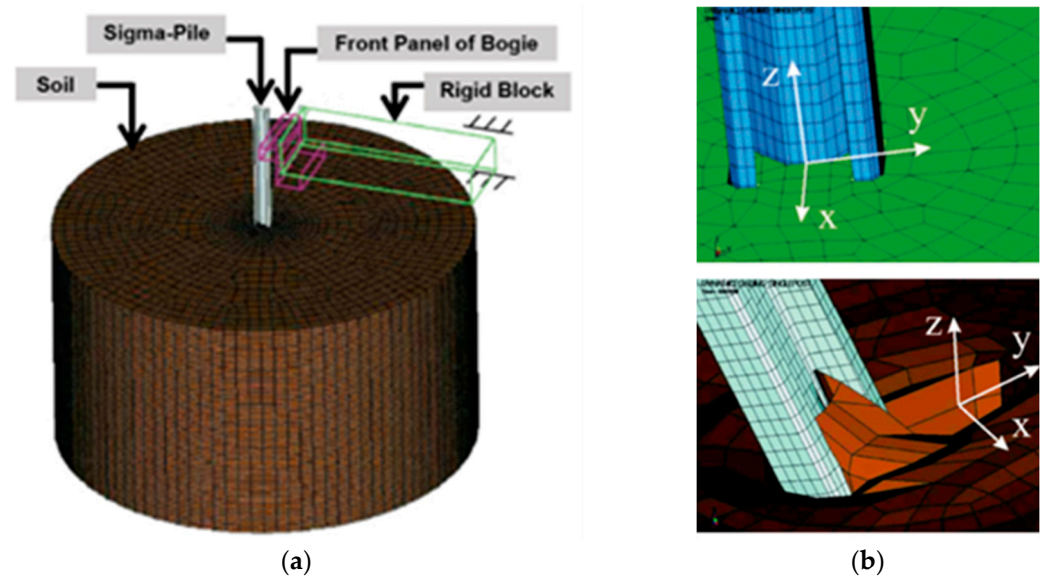 Sigma-Pile
Front Panel of Bogie
Soil
Rigid Block
z
y
x
z
y
x
(a)
(b)